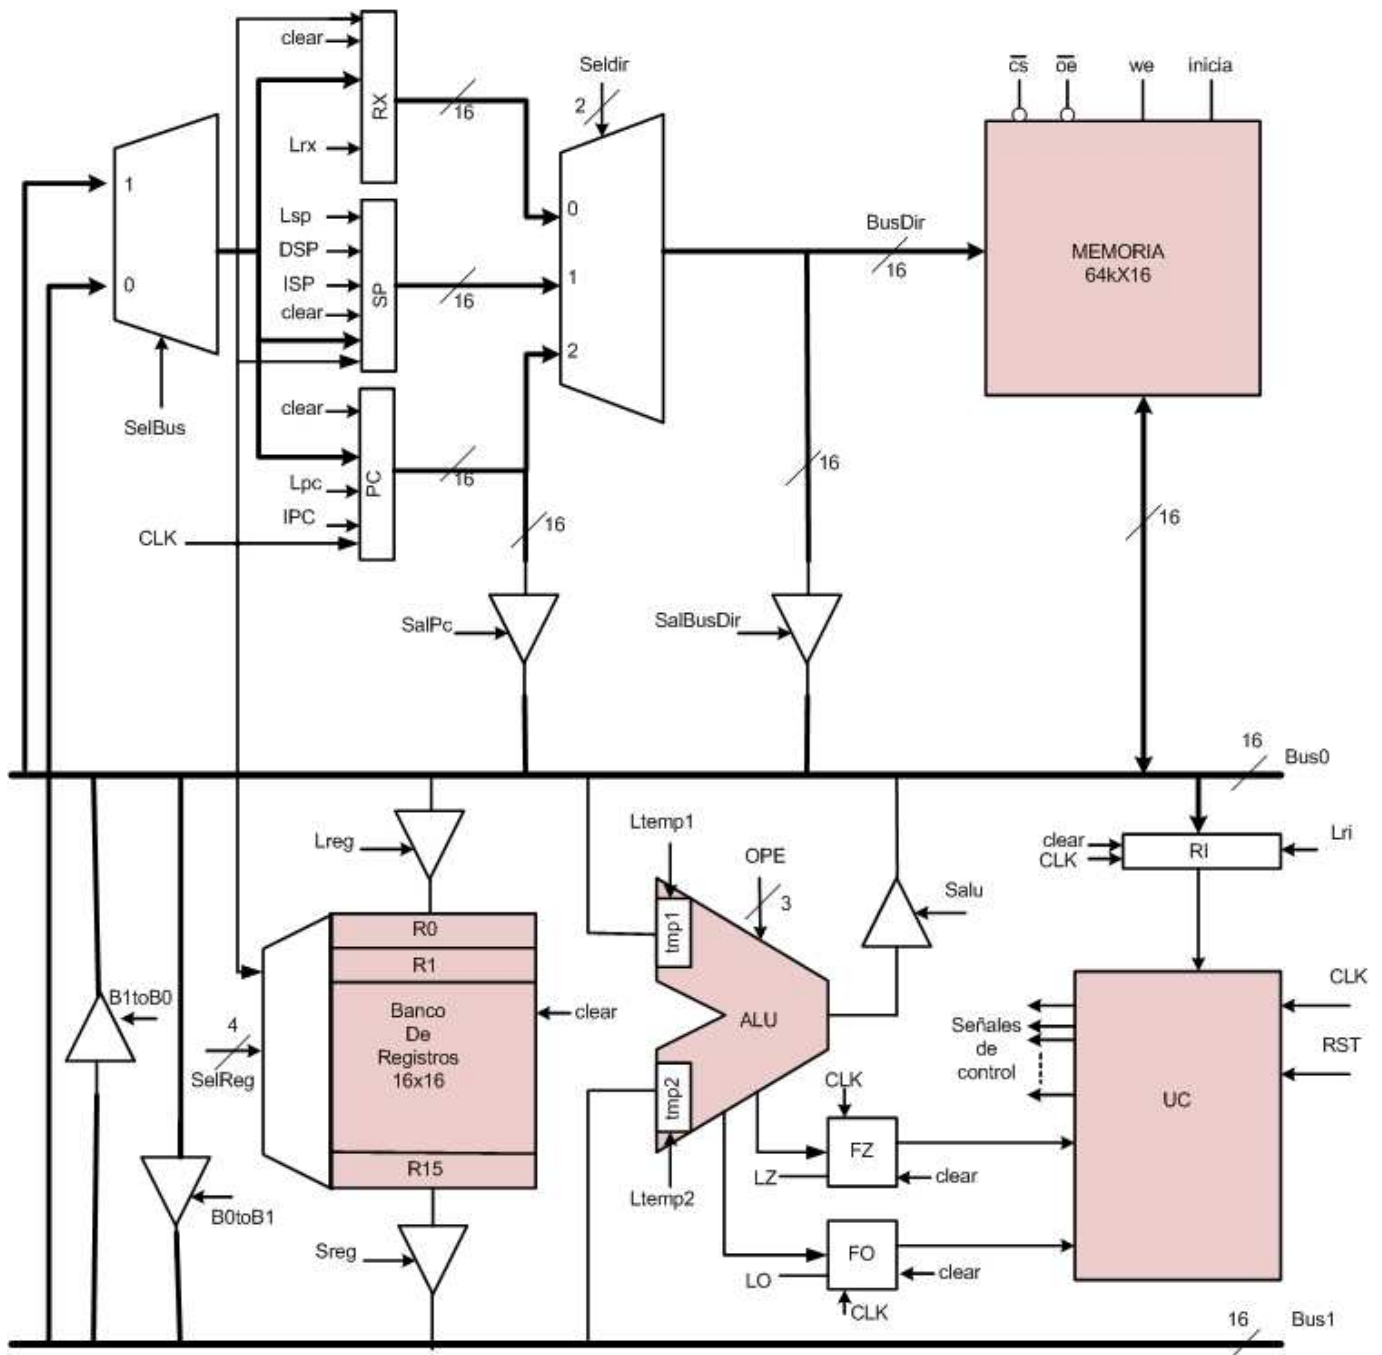 clear
RX
Lrx
16
Seldir
2
cs
oe
we
inicia
1
0
SelBus
Lsp
DSP
ISP
clear
SP
16
0
1
2
BusDir
16
MEMORIA
64kX16
clear
PC
Lpc
IPC
CLK
16
16
16
16
SalPc
SalBusDir
16
Bus0
Lreg
Ltemp1
OPE
3
Salu
clear
CLK
RI
Lri
R0
R1
Banco
De
Registros
16x16
R15
clear
4
SelReg
B1toB0
B0toB1
Sreg
tmp1
ALU
tmp2
Ltemp2
CLK
FZ
LZ
clear
FO
LO
clear
CLK
Señales
de
control
UC
CLK
RST
16
Bus1